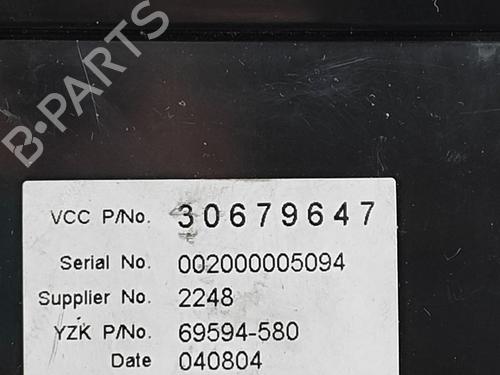 B-PARTS
VCC P/No. 30679647
Serial No. 002000005094
Supplier No. 2248
YZK P/No. 69594-580
Date 040804